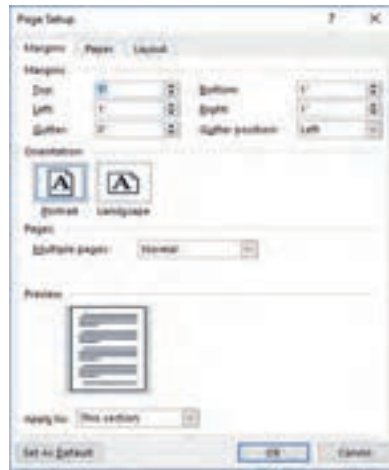 Page Setup ? ×
Margins Paper Layout
Margins
Top: Bottom: 1"
Left: 1" Right: 1"
Gutter: 0" Gutter position: Left
Orientation
A A
Portrait Landscape
Pages
Multiple pages: Normal
Preview
Apply to: This section
Set As Default OK Cancel